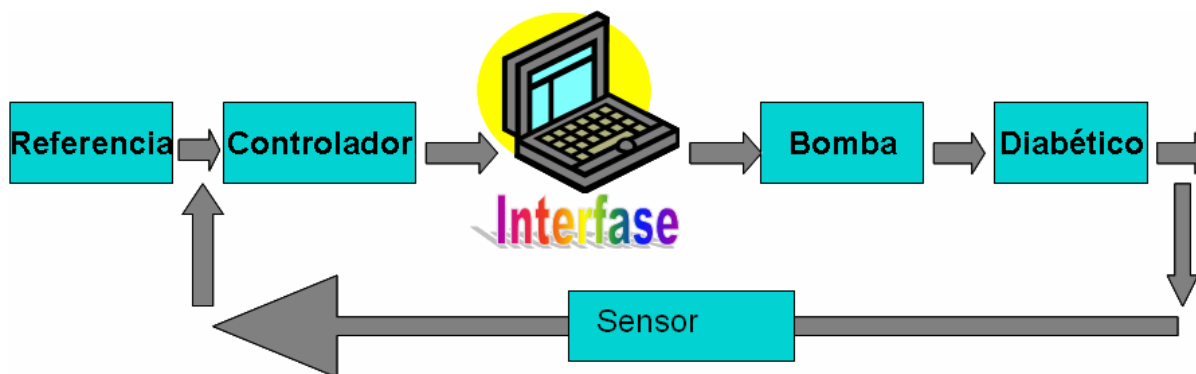 Referencia
Controlador
Interfase
Bomba
Diabético
Sensor